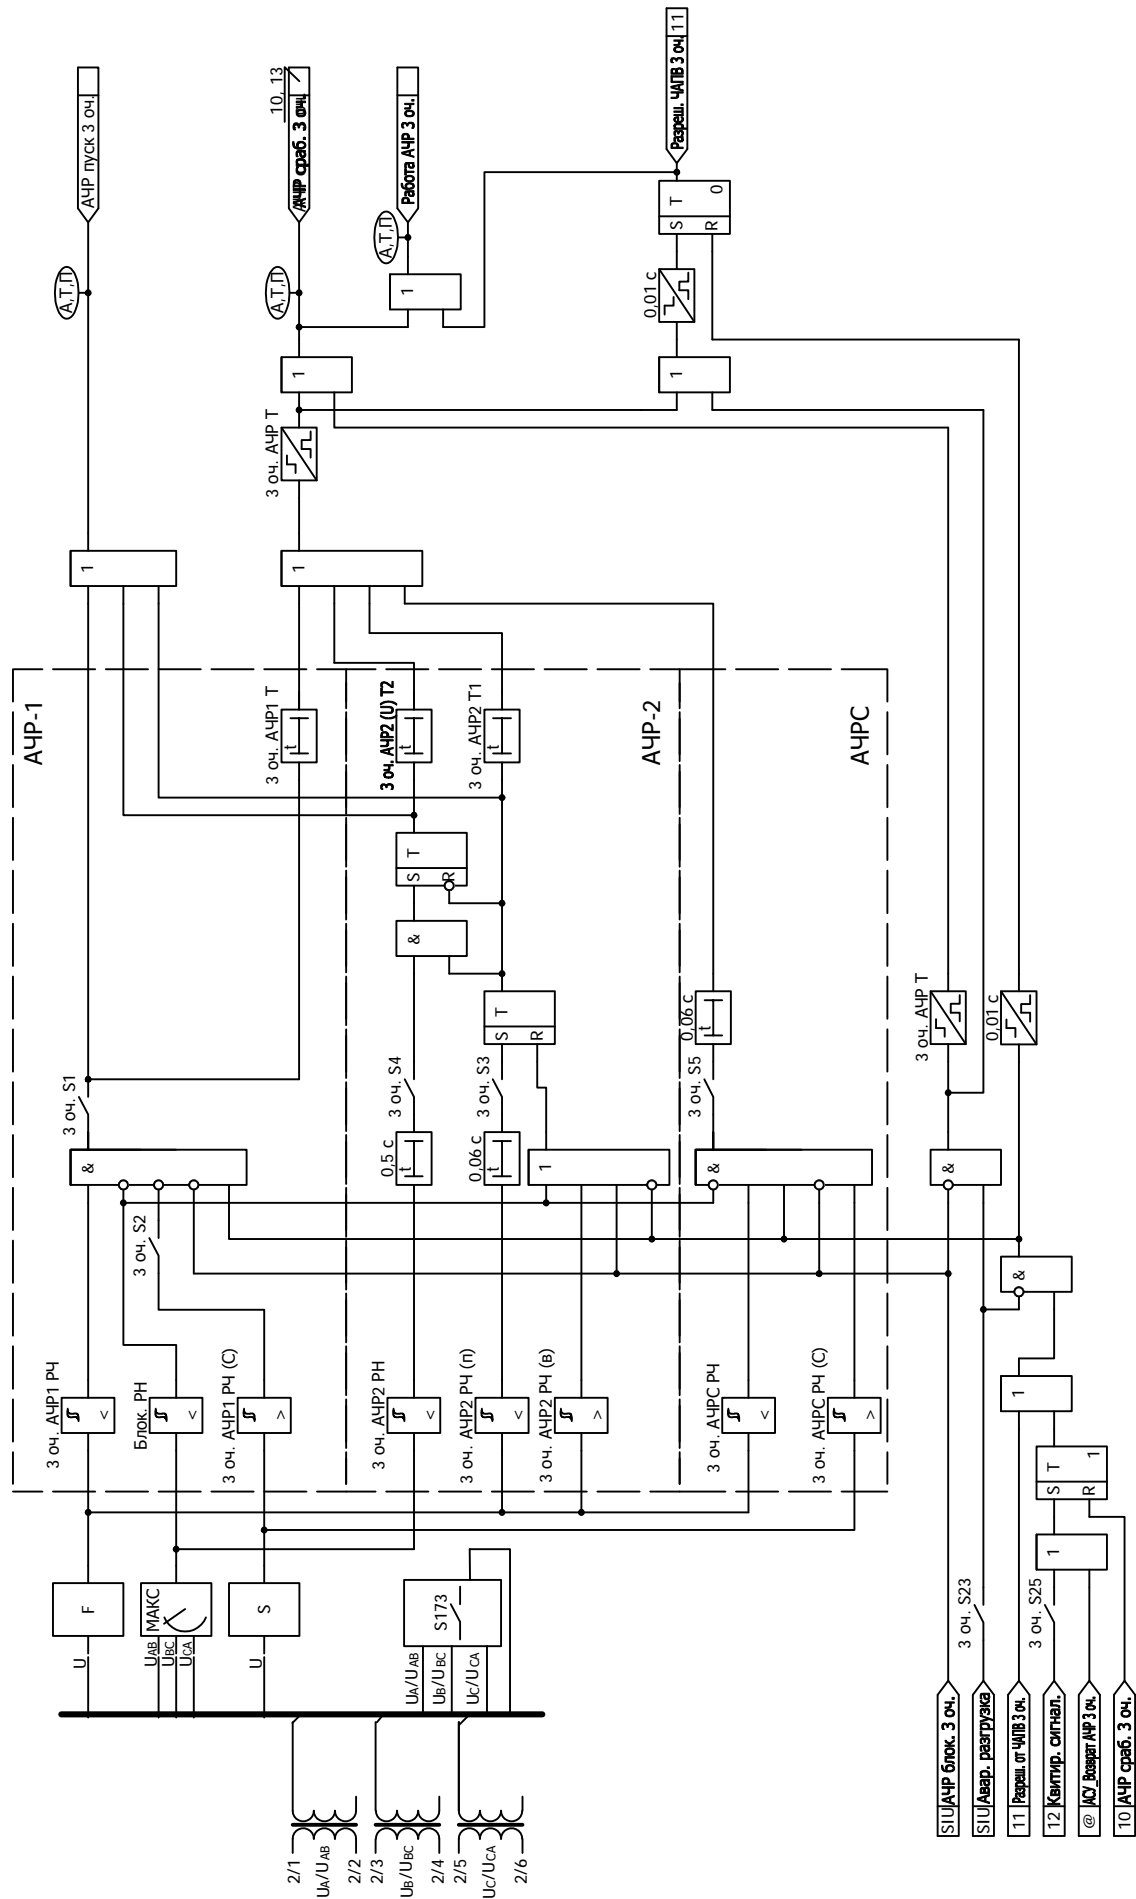 АЧР пуск 3 оч.
А,Т,П
10, 13
АЧР сраб. 3 оч.
А,Т,П
Работа АЧР 3 оч.
А,Т,П
Разреш. ЧАПВ 3 оч. 11
1
S T
R 0
0,01 с
1
1
3 оч. АЧР Т
1
1
АЧР-1
3 оч. АЧР1 Т
t
3 оч. АЧР2 (U) Т2
t
3 оч. АЧР2 Т1
t
АЧР-2
АЧРС
S T
R
&
S T
R
0,06 с
t
3 оч. АЧР Т
0,01 с
3 оч. S1
3 оч. S4
3 оч. S3
3 оч. S5
&
0,5 с
t
0,06 с
t
1
&
&
3 оч. S2
&
3 оч. АЧР1 РЧ
<
Блок. РН
<
3 оч. АЧР1 РЧ (С)
>
3 оч. АЧР2 РН
<
3 оч. АЧР2 РЧ (п)
<
3 оч. АЧР2 РЧ (в)
>
3 оч. АЧРС РЧ
<
3 оч. АЧРС РЧ (С)
>
1
S T
R 1
1
F
U
МАКС
UAB
UBC
UCA
S
U
S173
UA/UAB
UB/UBC
UC/UCA
3 оч. S23
3 оч. S25
2/1
UA/UAB
2/2
2/3
UB/UBC
2/4
2/5
UC/UCA
2/6
SIU АЧР блок. 3 оч.
SIU Авар. разгрузка
11 Разреш. от ЧАПВ 3 оч.
12 Квитир. сигнал.
@ АСУ_Возврат АЧР 3 оч.
10 АЧР сраб. 3 оч.